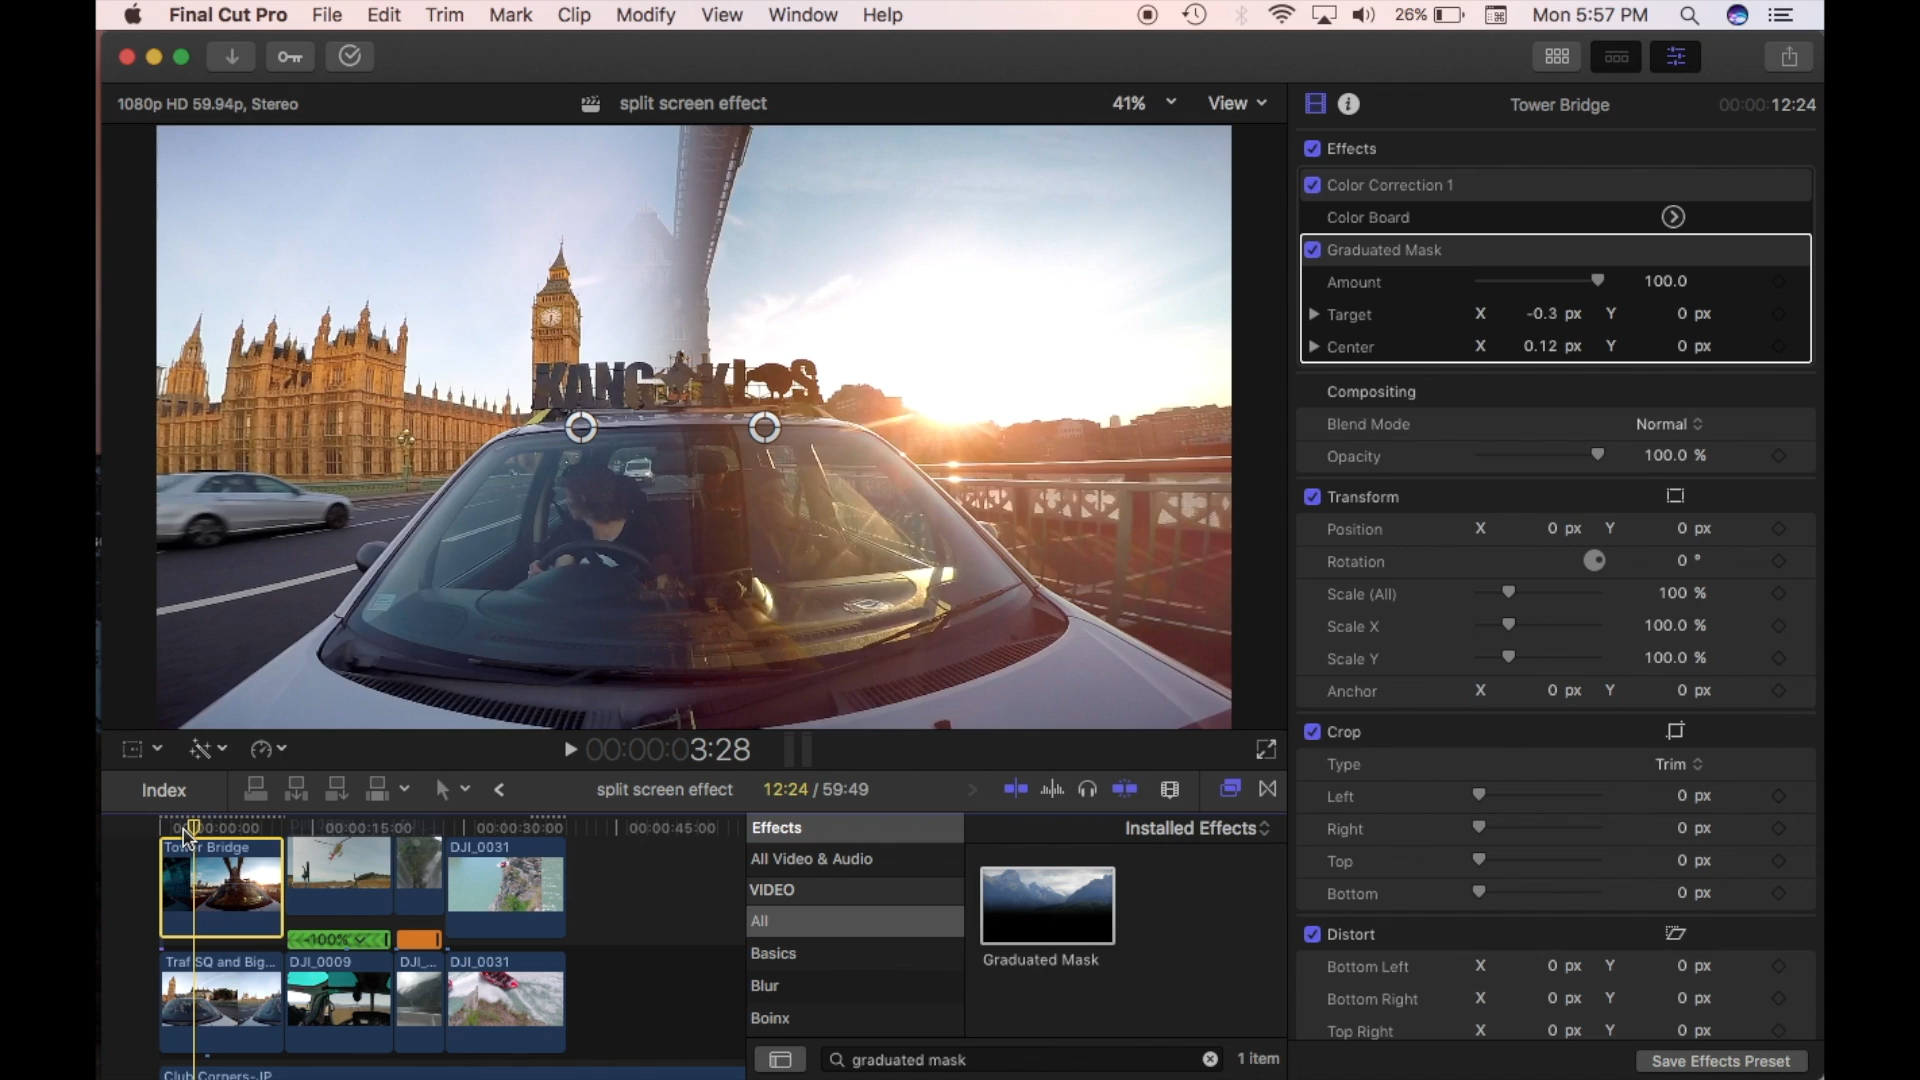 Final Cut Pro File Edit Trim Mark Clip Modify View Window Help 26% Mon 5:57 PM
1080p HD 59.94p, Stereo split screen effect 41% View
Tower Bridge 00:00:12:24
Effects
Color Correction 1
Color Board
Graduated Mask
Amount 100.0
Target X -0.3 px Y 0 px
Center X 0.12 px Y 0 px
Compositing
Blend Mode Normal
Opacity 100.0 %
Transform
Position X 0 px Y 0 px
Rotation 0 °
Scale (All) 100 %
Scale X 100.0 %
Scale Y 100.0 %
Anchor X 0 px Y 0 px
Crop
Type Trim
Left 0 px
Right 0 px
Top 0 px
Bottom 0 px
Distort
Bottom Left X 0 px Y 0 px
Bottom Right X 0 px Y 0 px
Top Right X 0 px Y 0 px
Save Effects Preset
00:00:03:28
Index split screen effect 12:24 / 59:49
00:00:15:00 00:00:30:00 00:00:45:00
Tower Bridge DJI_0031
-100%
Traf SQ and Big... DJI_0009 DJI_... DJI_0031
Club Corners-JP
Effects Installed Effects
All Video & Audio
VIDEO
All
Basics
Blur
Boinx
Graduated Mask
graduated mask 1 item